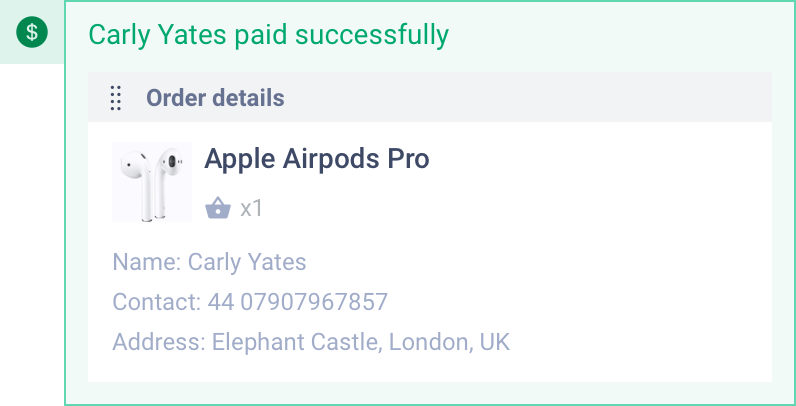 $
Carly Yates paid successfully
Order details
Apple Airpods Pro
x1
Name: Carly Yates
Contact: 44 07907967857
Address: Elephant Castle, London, UK